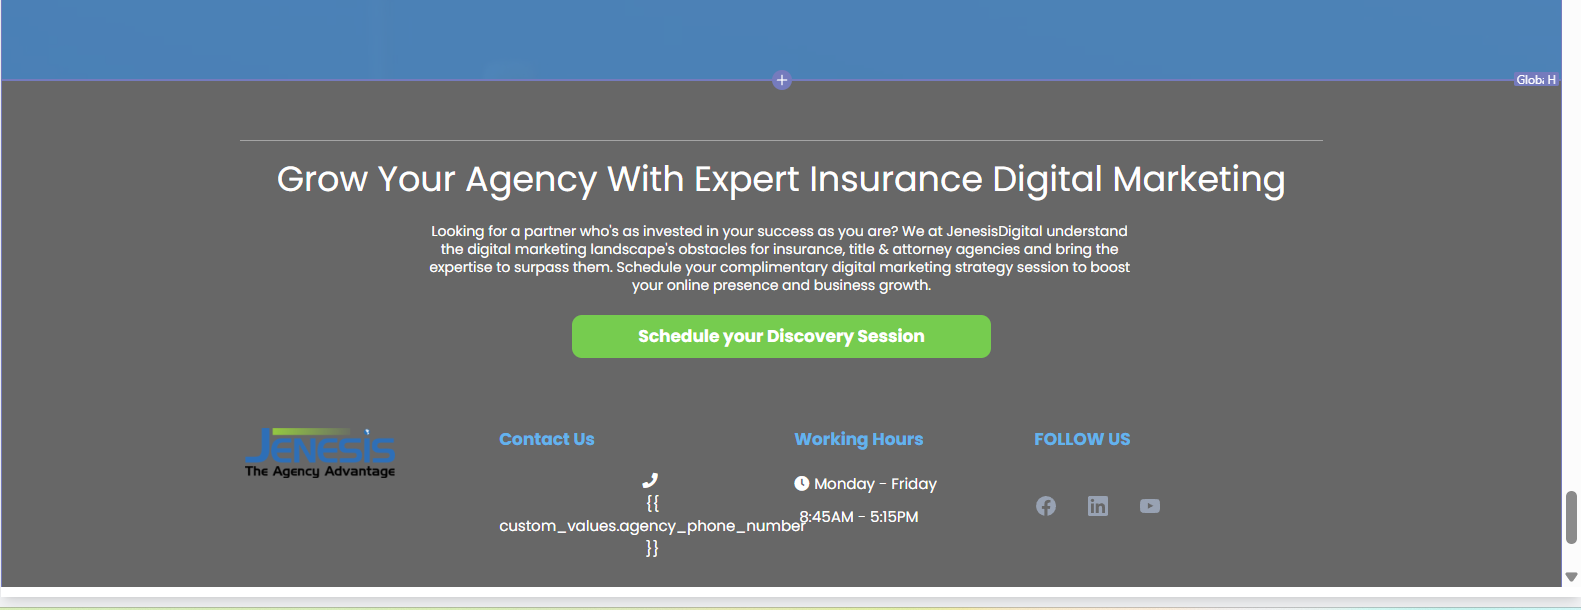 Globa H
Grow Your Agency With Expert Insurance Digital Marketing
Looking for a partner who's as invested in your success as you are? We at JenesisDigital understand
the digital marketing landscape's obstacles for insurance, title & attorney agencies and bring the
expertise to surpass them. Schedule your complimentary digital marketing strategy session to boost
your online presence and business growth.
Schedule your Discovery Session
JENESIS
The Agency Advantage
Contact Us
{{
custom_values.agency_phone_number
}}
Working Hours
Monday - Friday
8:45AM - 5:15PM
FOLLOW US